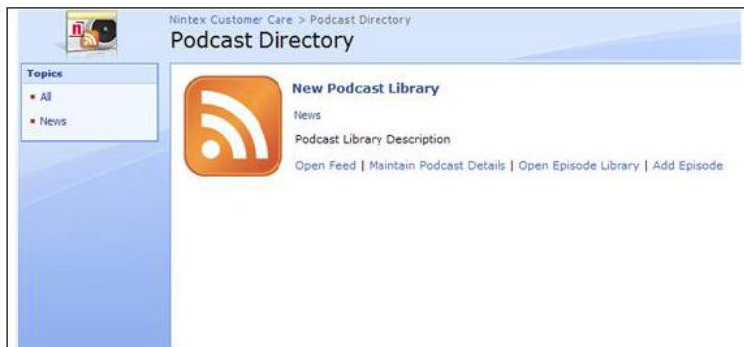 Nintex Customer Care > Podcast Directory
Podcast Directory
Topics
All
News
New Podcast Library
News
Podcast Library Description
Open Feed | Maintain Podcast Details | Open Episode Library | Add Episode
n